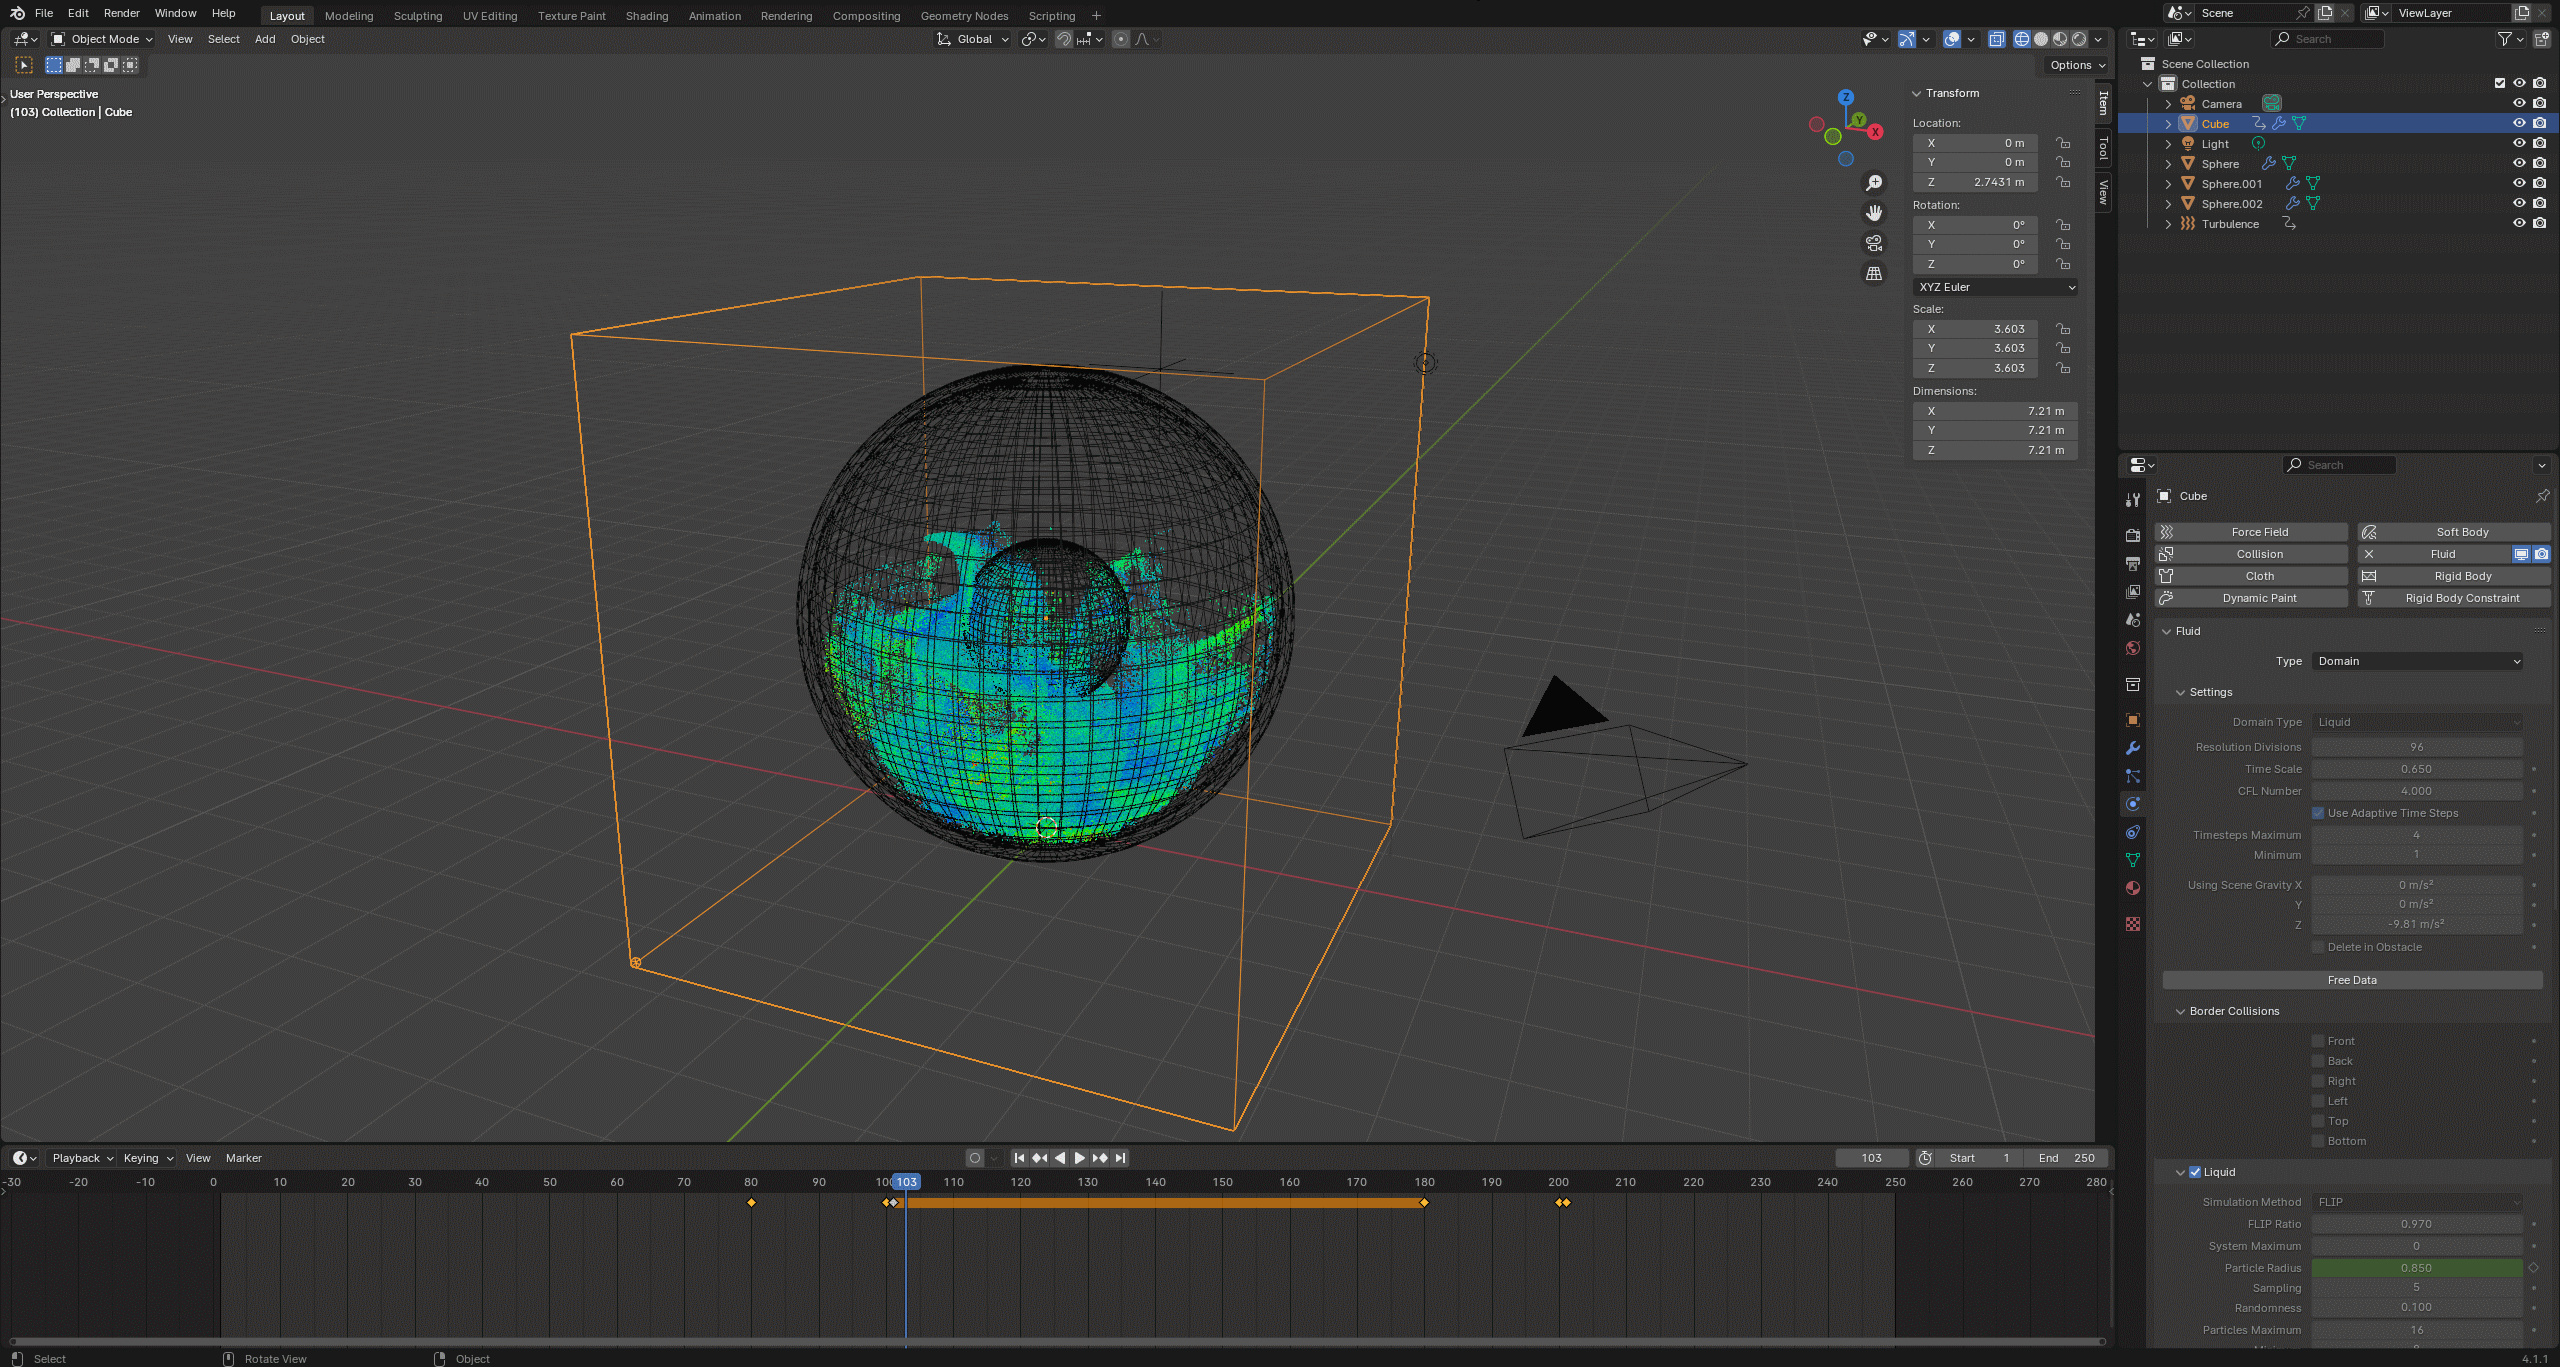 File Edit Render Window Help Layout Modeling Sculpting UV Editing Texture Paint Shading Animation Rendering Compositing Geometry Nodes Scripting + Scene ViewLayer
Object Mode View Select Add Object Global Search
Options
User Perspective
(103) Collection | Cube
Z
Y
X
Transform
Location:
X 0 m
Y 0 m
Z 2.7431 m
Rotation:
X 0°
Y 0°
Z 0°
XYZ Euler
Scale:
X 3.603
Y 3.603
Z 3.603
Dimensions:
X 7.21 m
Y 7.21 m
Z 7.21 m
Item
Tool
View
Scene Collection
Collection
Camera
Cube
Light
Sphere
Sphere.001
Sphere.002
Turbulence
Search
Cube
Force Field Soft Body
Collision Fluid
Cloth Rigid Body
Dynamic Paint Rigid Body Constraint
Fluid
Type Domain
Settings
Domain Type Liquid
Resolution Divisions 96
Time Scale 0.650
CFL Number 4.000
Use Adaptive Time Steps
Timesteps Maximum 4
Minimum 1
Using Scene Gravity X 0 m/s²
Y 0 m/s²
Z -9.81 m/s²
Delete in Obstacle
Free Data
Border Collisions
Front
Back
Right
Left
Top
Bottom
Liquid
Simulation Method FLIP
FLIP Ratio 0.970
System Maximum 0
Particle Radius 0.850
Sampling 5
Randomness 0.100
Particles Maximum 16
Playback Keying View Marker 103 Start 1 End 250
-30 -20 -10 0 10 20 30 40 50 60 70 80 90 103 110 120 130 140 150 160 170 180 190 200 210 220 230 240 250 260 270 280
Select Rotate View Object 4.1.1